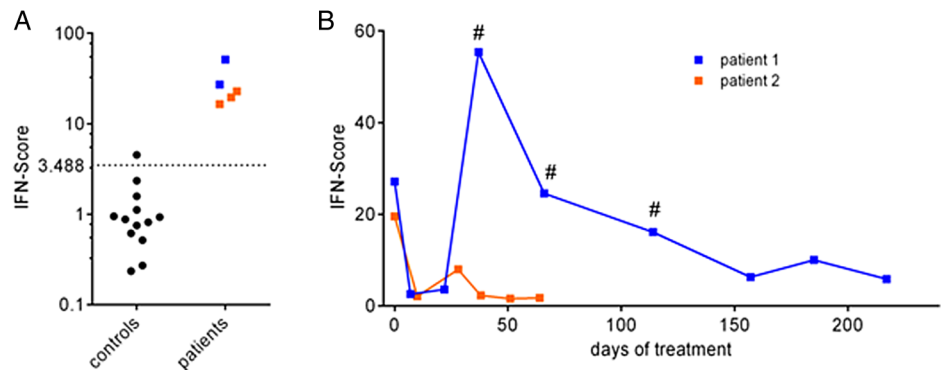 A
IFN-Score
100
10
3.488
1
0.1
controls
patients
B
IFN-Score
60
40
20
0
#
#
#
patient 1
patient 2
0
50
100
150
200
days of treatment